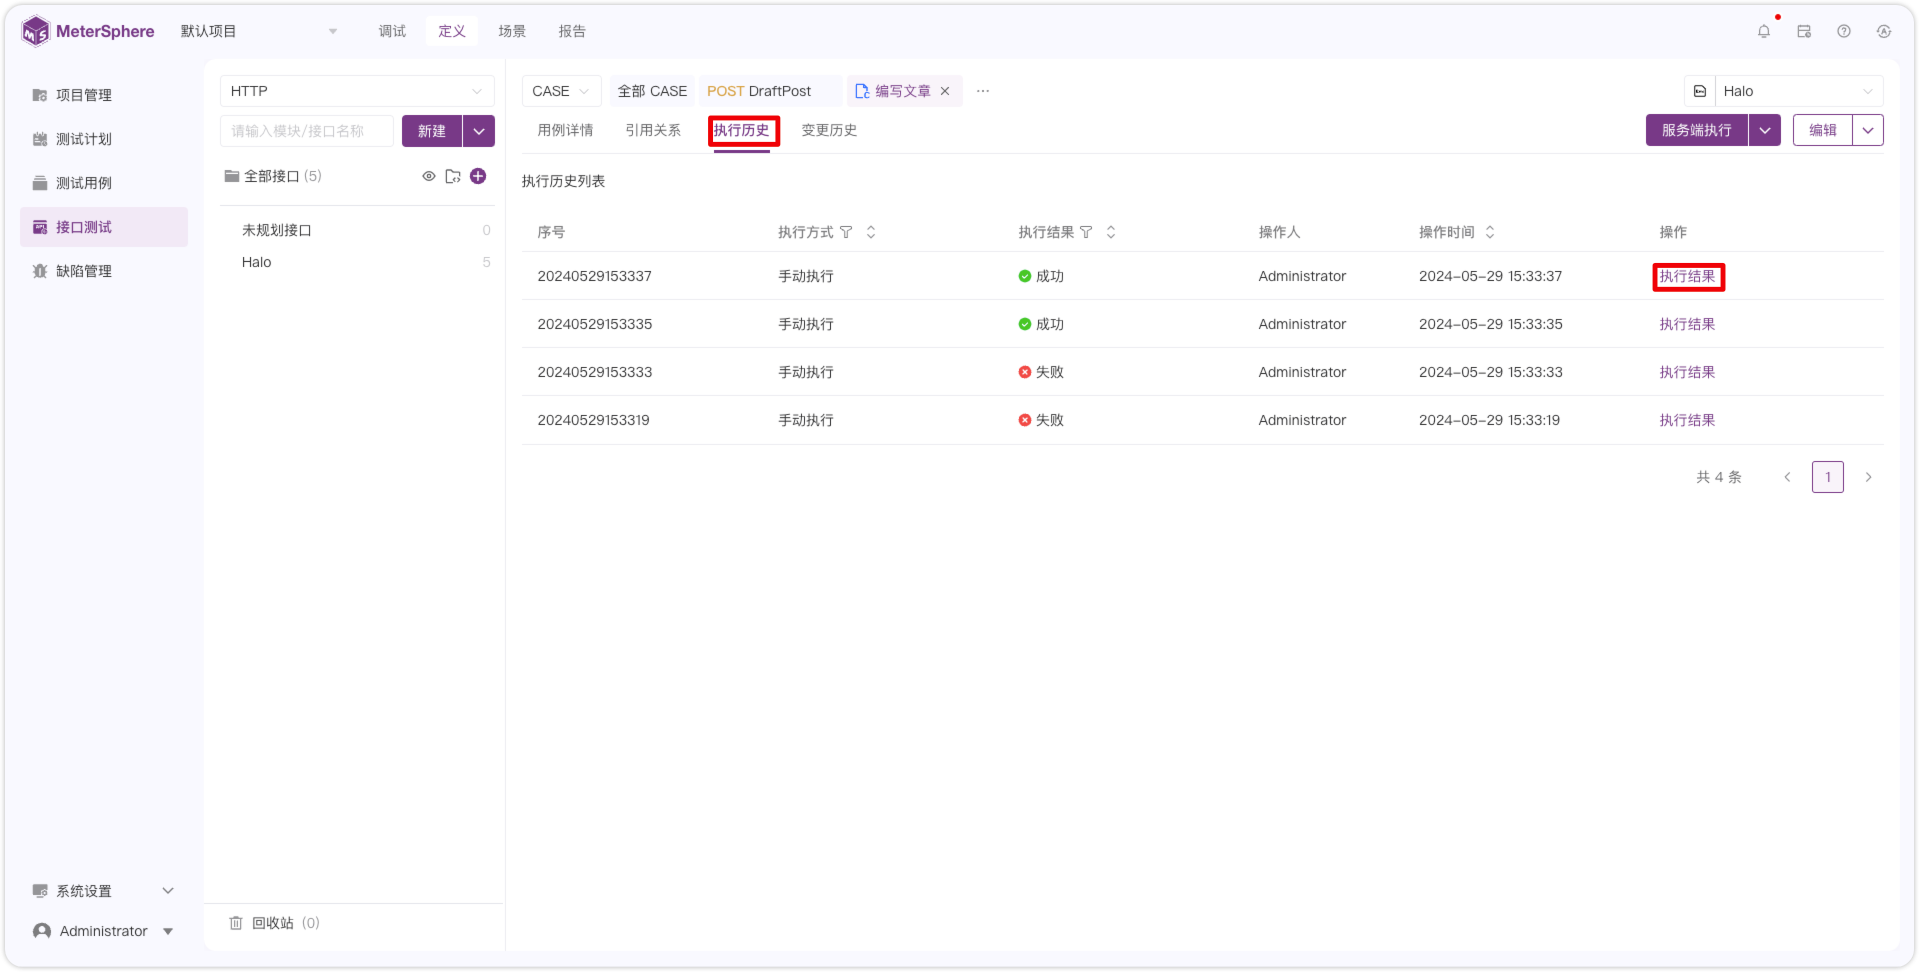 MeterSphere 默认项目 调试 定义 场景 报告
项目管理
测试计划
测试用例
接口测试
缺陷管理
系统设置
Administrator
HTTP
请输入模块/接口名称 新建
全部接口 (5)
未规划接口 0
Halo 5
回收站 (0)
CASE 全部 CASE POST DraftPost 编写文章 ··· Halo
用例详情 引用关系 执行历史 变更历史 服务端执行 编辑
执行历史列表
序号 执行方式 执行结果 操作人 操作时间 操作
20240529153337 手动执行 成功 Administrator 2024-05-29 15:33:37 执行结果
20240529153335 手动执行 成功 Administrator 2024-05-29 15:33:35 执行结果
20240529153333 手动执行 失败 Administrator 2024-05-29 15:33:33 执行结果
20240529153319 手动执行 失败 Administrator 2024-05-29 15:33:19 执行结果
共 4 条 1